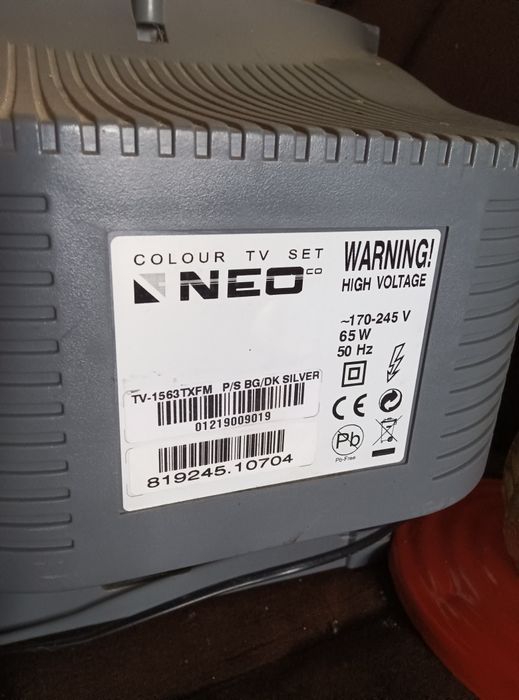 COLOUR TV SET
NEO CO
WARNING!
HIGH VOLTAGE
~170-245 V
65 W
50 Hz
TV-1563TXFM P/S BG/DK SILVER
01219009019
819245.10704
CE
Pb
Pb-Free